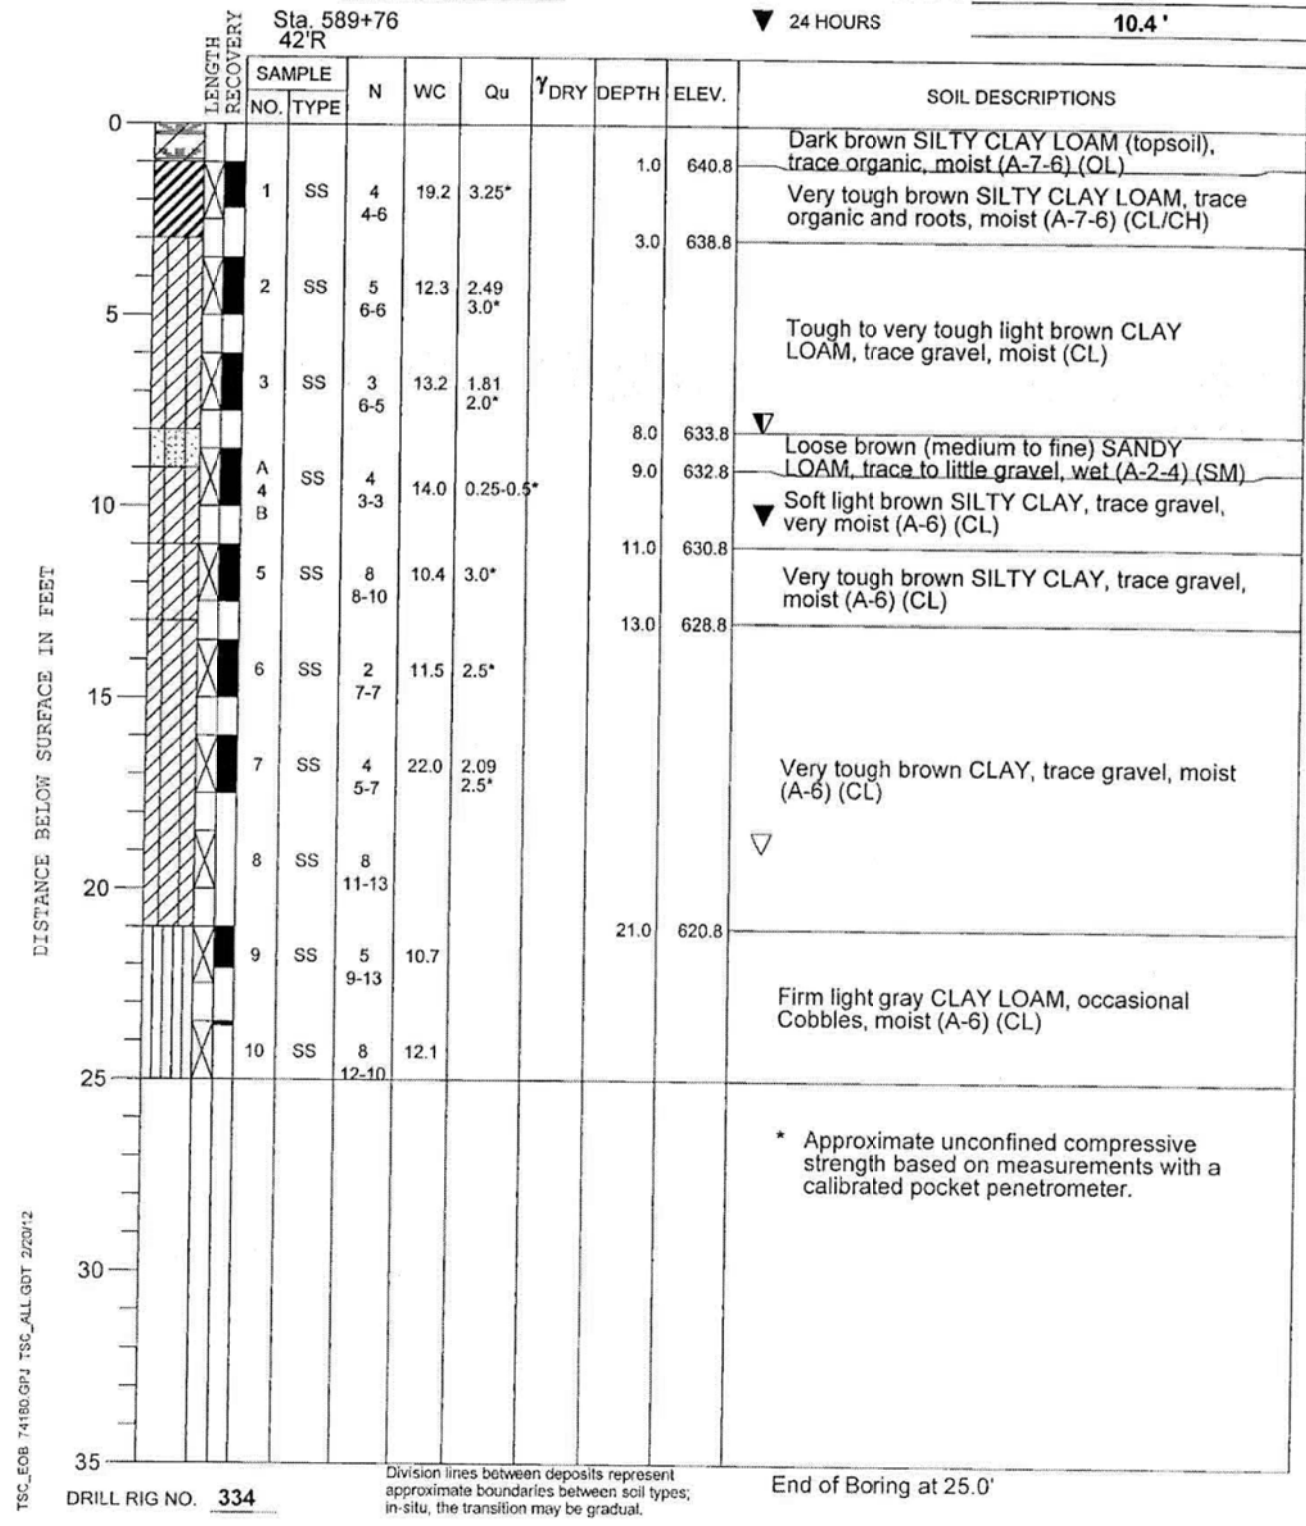 Sta. 589+76
42'R
▼ 24 HOURS 10.4 '
LENGTH
RECOVERY
SAMPLE
NO. TYPE N WC Qu γDRY DEPTH ELEV. SOIL DESCRIPTIONS
0
Dark brown SILTY CLAY LOAM (topsoil),
1.0 640.8 trace organic, moist (A-7-6) (OL)
1 SS 4 19.2 3.25* Very tough brown SILTY CLAY LOAM, trace
4-6 organic and roots, moist (A-7-6) (CL/CH)
3.0 638.8
2 SS 5 12.3 2.49
5 6-6 3.0*
Tough to very tough light brown CLAY
LOAM, trace gravel, moist (CL)
3 SS 3 13.2 1.81
6-5 2.0*
8.0 633.8
Loose brown (medium to fine) SANDY
9.0 632.8 LOAM, trace to little gravel, wet (A-2-4) (SM)
A
4 SS 4 14.0 0.25-0.5*
B 3-3
10
Soft light brown SILTY CLAY, trace gravel,
very moist (A-6) (CL)
11.0 630.8
5 SS 8 10.4 3.0* Very tough brown SILTY CLAY, trace gravel,
8-10 moist (A-6) (CL)
13.0 628.8
6 SS 2 11.5 2.5*
15 7-7
7 SS 4 22.0 2.09 Very tough brown CLAY, trace gravel, moist
5-7 2.5* (A-6) (CL)
8 SS 8
20 11-13
21.0 620.8
9 SS 5 10.7
9-13
Firm light gray CLAY LOAM, occasional
Cobbles, moist (A-6) (CL)
10 SS 8 12.1
25 12-10
* Approximate unconfined compressive
strength based on measurements with a
calibrated pocket penetrometer.
30
35
DISTANCE BELOW SURFACE IN FEET
TSC_EOB 74160.GPJ TSC_ALL.GDT 2/20/12
DRILL RIG NO. 334
Division lines between deposits represent
approximate boundaries between soil types;
in-situ, the transition may be gradual.
End of Boring at 25.0'